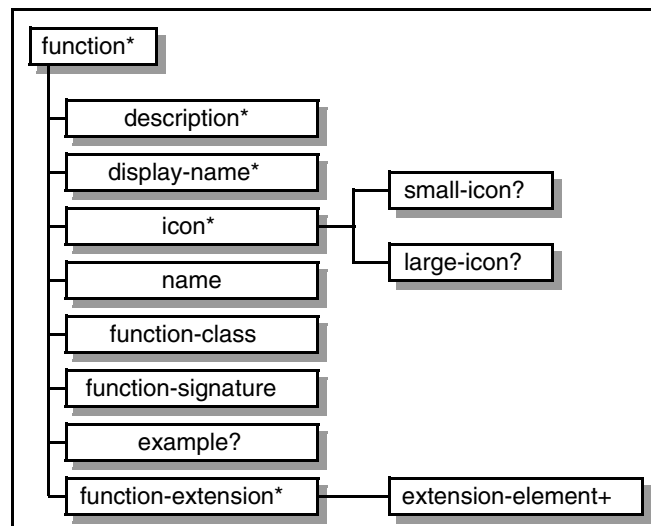 function*
description*
display-name*
small-icon?
icon*
large-icon?
name
function-class
function-signature
example?
function-extension*
extension-element+